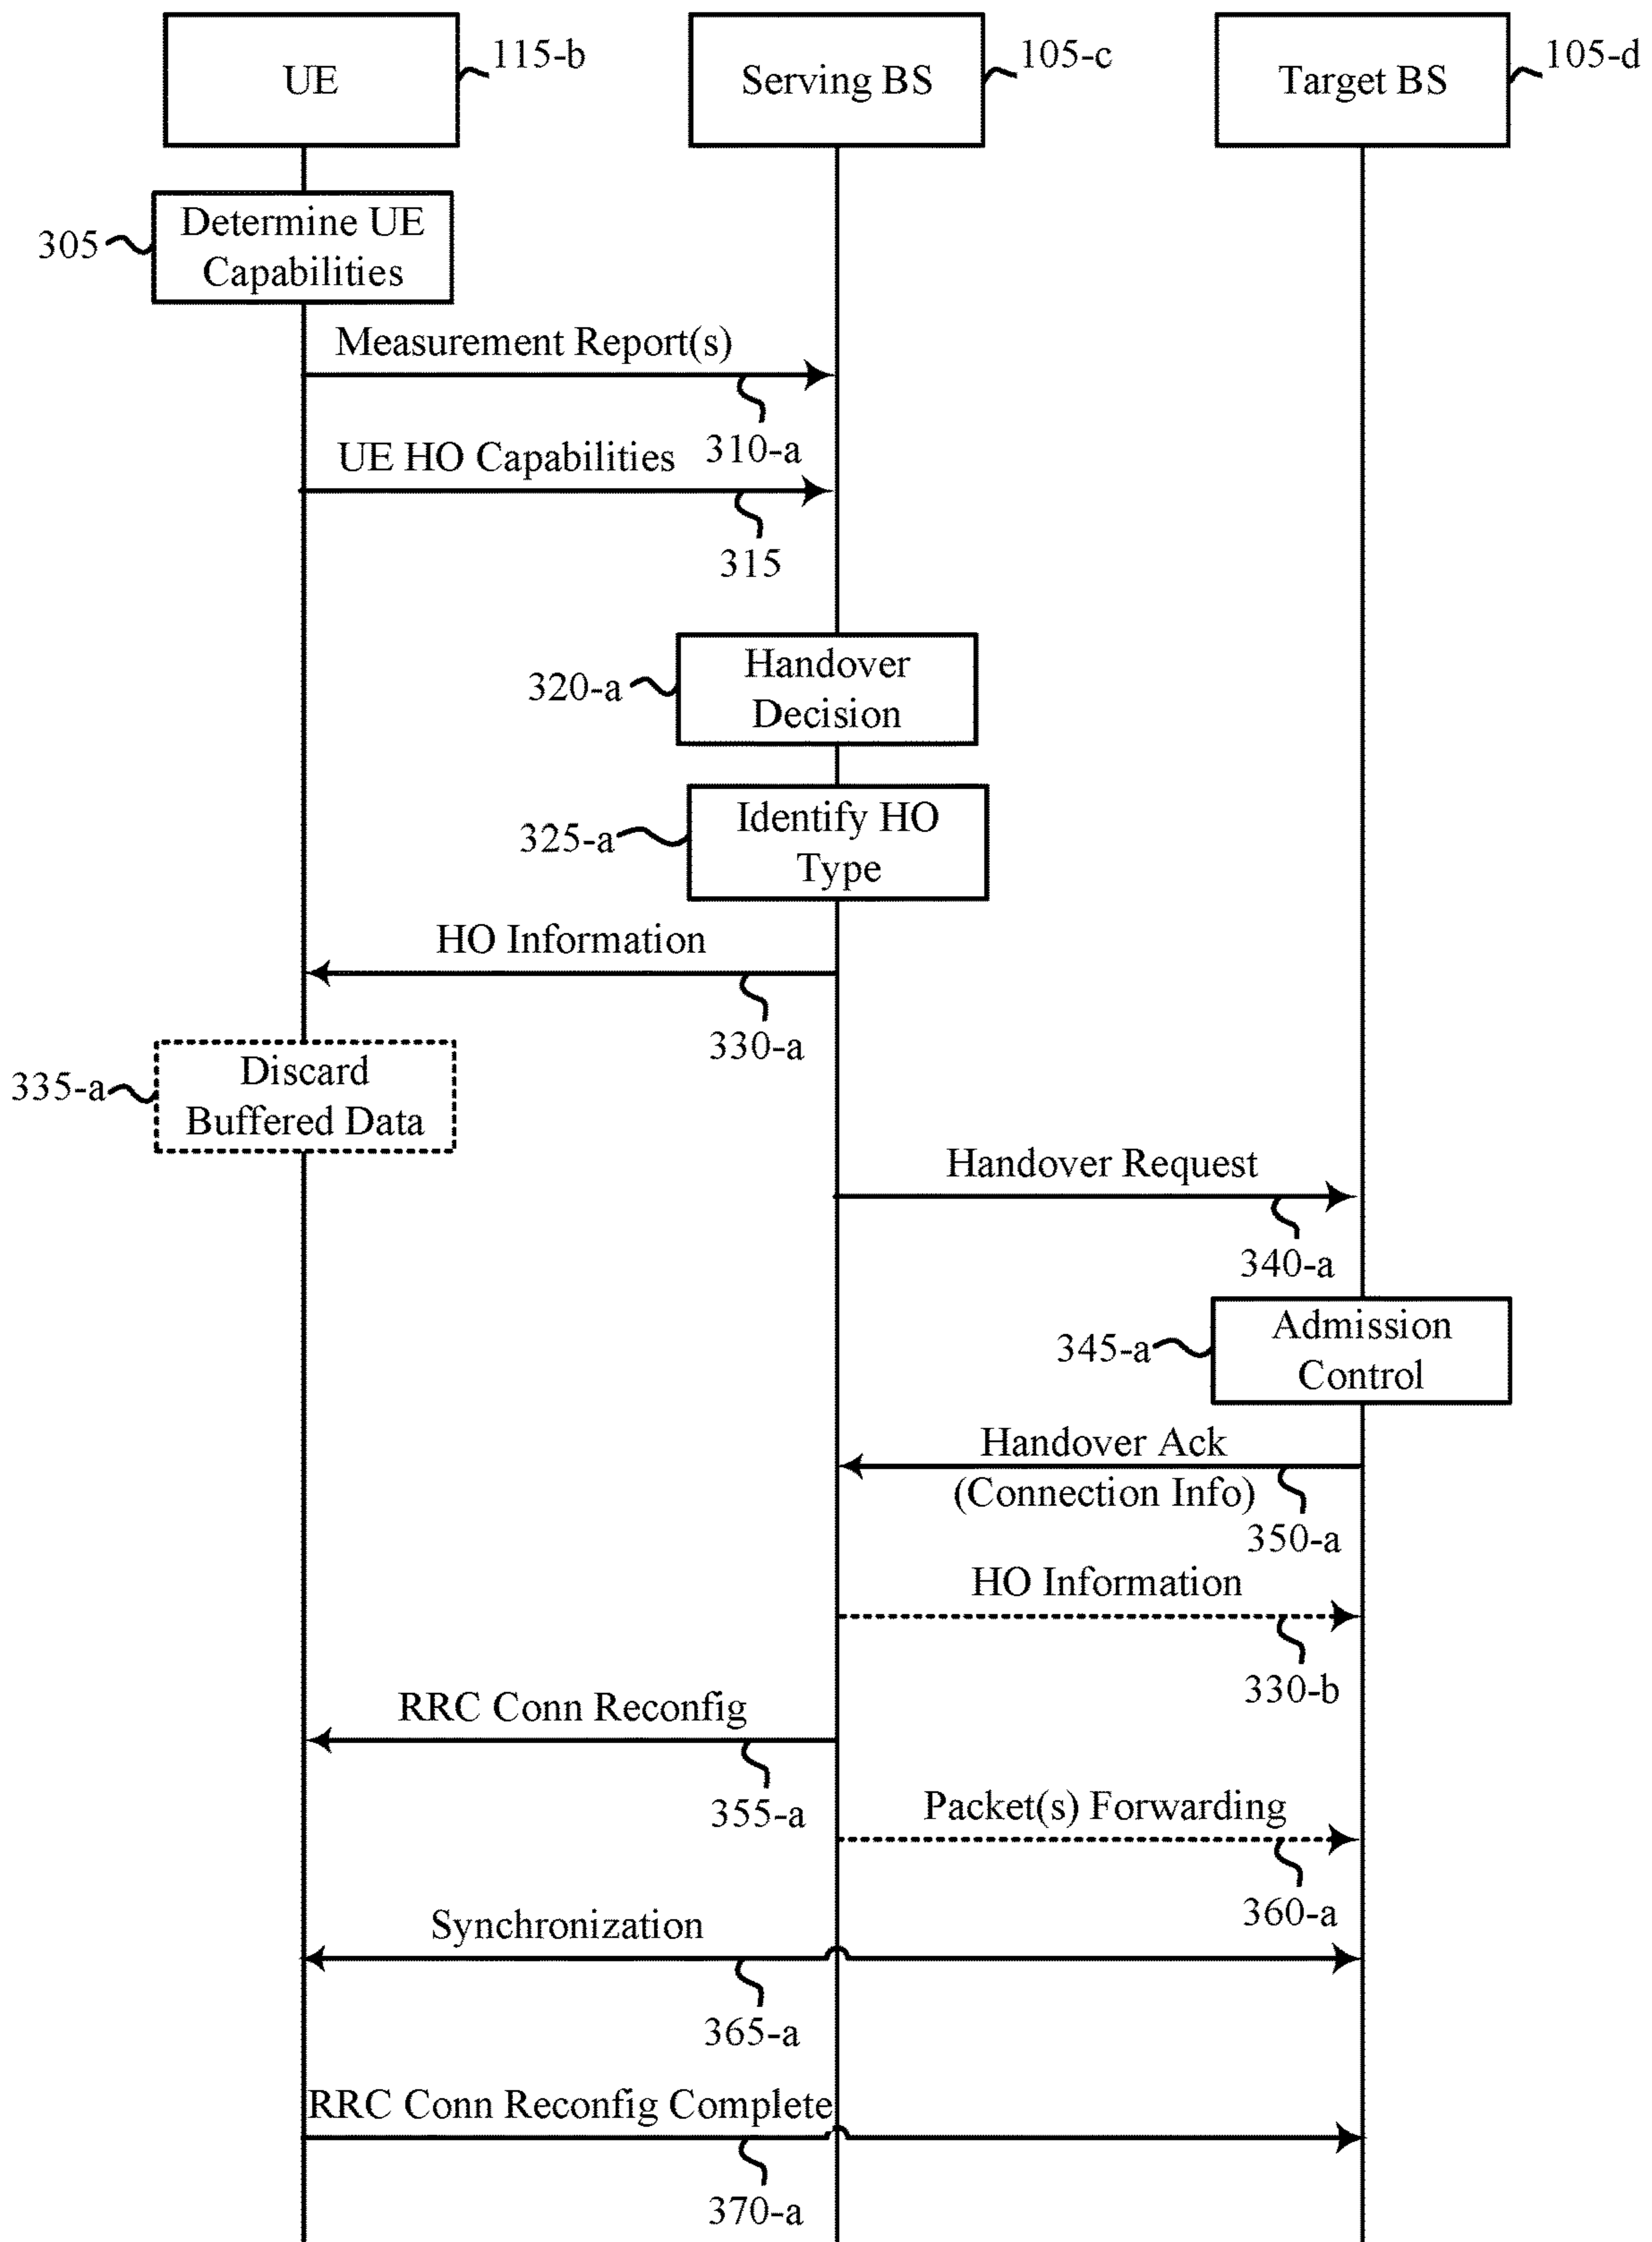 UE
115-b
Serving BS
105-c
Target BS
105-d
305
Determine UE
Capabilities
Measurement Report(s)
310-a
UE HO Capabilities
315
320-a
Handover
Decision
325-a
Identify HO
Type
HO Information
330-a
335-a
Discard
Buffered Data
Handover Request
340-a
345-a
Admission
Control
Handover Ack
(Connection Info)
350-a
HO Information
330-b
RRC Conn Reconfig
355-a
Packet(s) Forwarding
360-a
Synchronization
365-a
RRC Conn Reconfig Complete
370-a